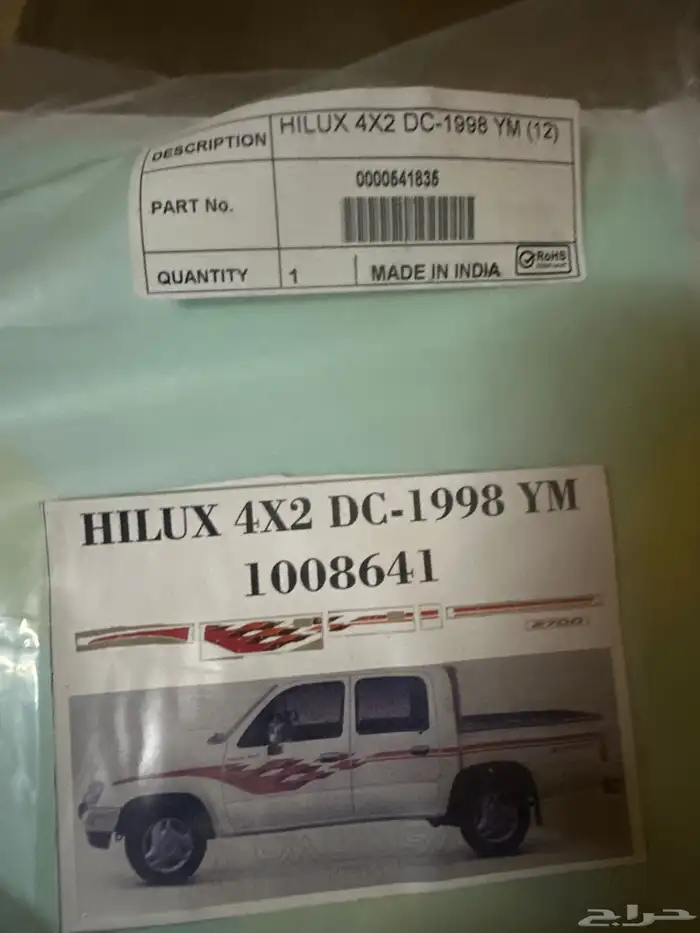 DESCRIPTION HILUX 4X2 DC-1998 YM (12)
PART No. 0000541835
QUANTITY 1 MADE IN INDIA RoHS
HILUX 4X2 DC-1998 YM
1008641
2700
حراج